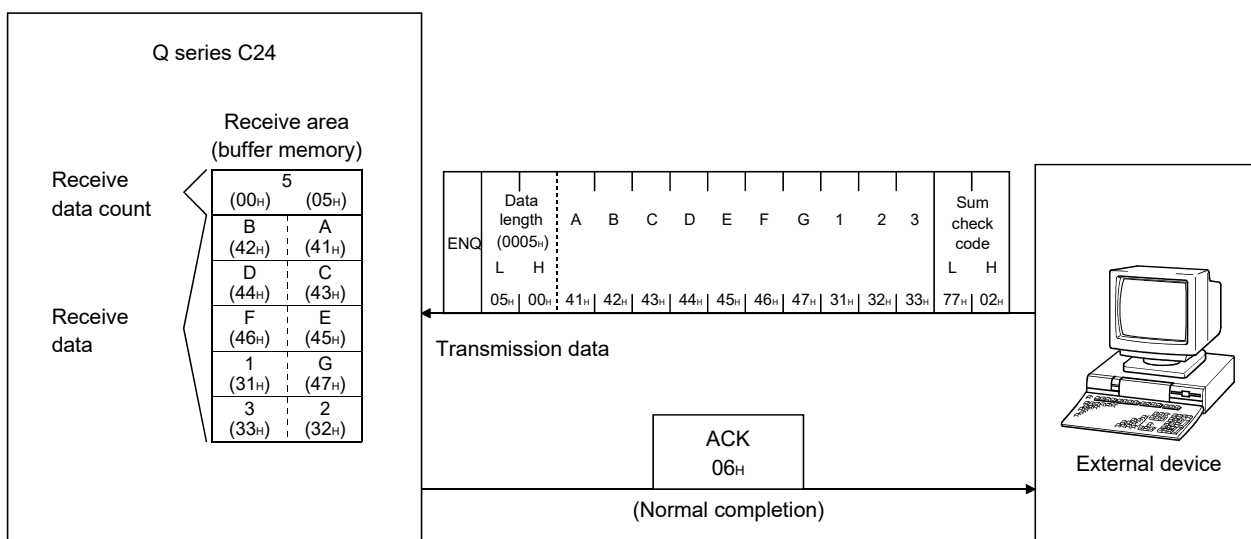 Q series C24
Receive area
(buffer memory)
Receive
data count
5
(00H) (05H)
B A
(42H) (41H)
D C
(44H) (43H)
Receive
data
F E
(46H) (45H)
1 G
(31H) (47H)
3 2
(33H) (32H)
ENQ
Data
length
(0005H)
L H
05H 00H
A B C D E F G 1 2 3
41H 42H 43H 44H 45H 46H 47H 31H 32H 33H
Sum
check
code
L H
77H 02H
Transmission data
ACK
06H
(Normal completion)
External device